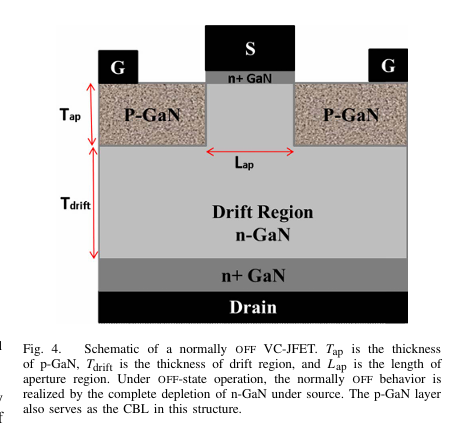 S
G
G
n+ GaN
P-GaN
P-GaN
Tap
Lap
Tdrift
Drift Region
n-GaN
n+ GaN
Drain
Fig. 4. Schematic of a normally OFF VC-JFET. Tap is the thickness
of p-GaN, Tdrift is the thickness of drift region, and Lap is the length of
aperture region. Under OFF-state operation, the normally OFF behavior is
realized by the complete depletion of n-GaN under source. The p-GaN layer
also serves as the CBL in this structure.